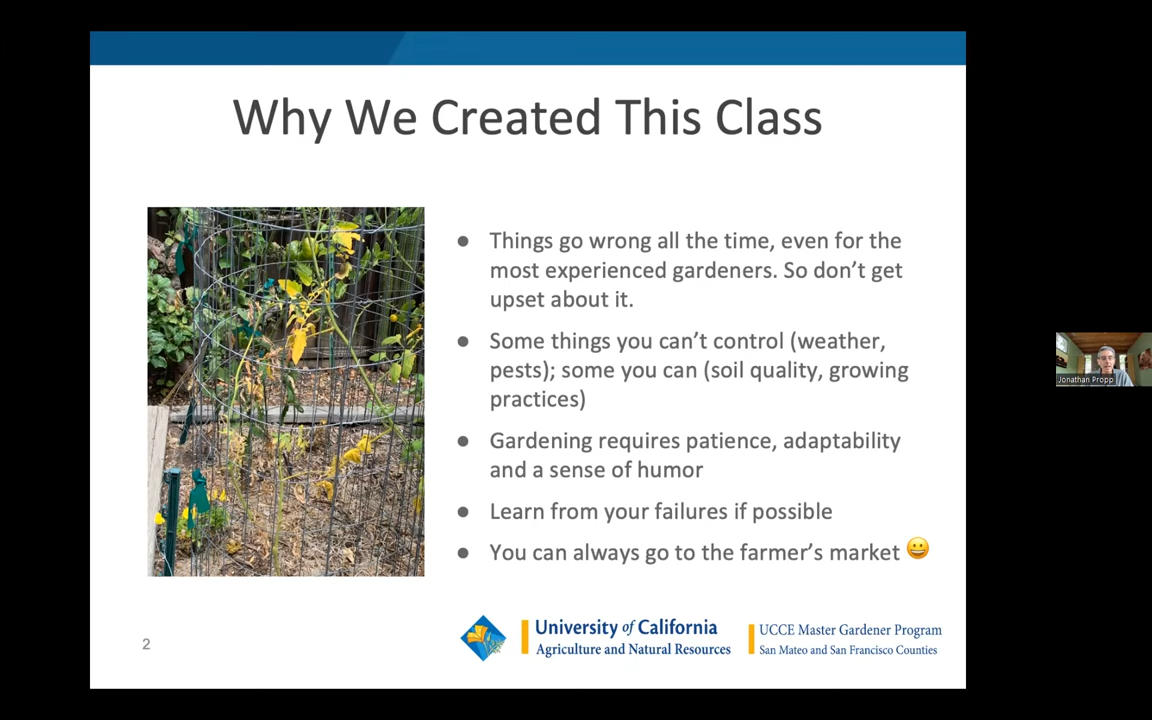 Why We Created This Class
● Things go wrong all the time, even for the
most experienced gardeners. So don’t get
upset about it.
● Some things you can’t control (weather,
pests); some you can (soil quality, growing
practices)
● Gardening requires patience, adaptability
and a sense of humor
● Learn from your failures if possible
● You can always go to the farmer’s market 😀
Jonathan Propp
2
University of California
Agriculture and Natural Resources
UCCE Master Gardener Program
San Mateo and San Francisco Counties